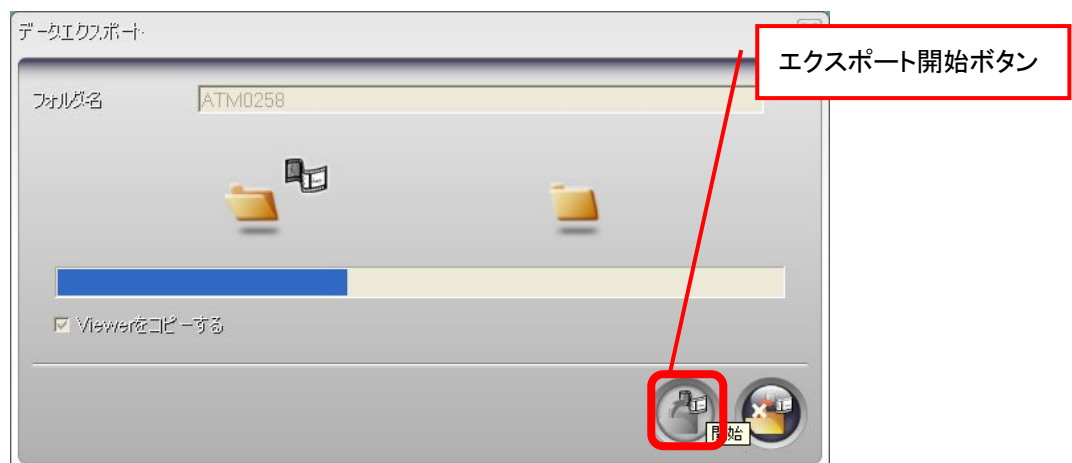 データエクスポート
エクスポート開始ボタン
フォルダ名
ATM0258
Viewerをコピーする
開始